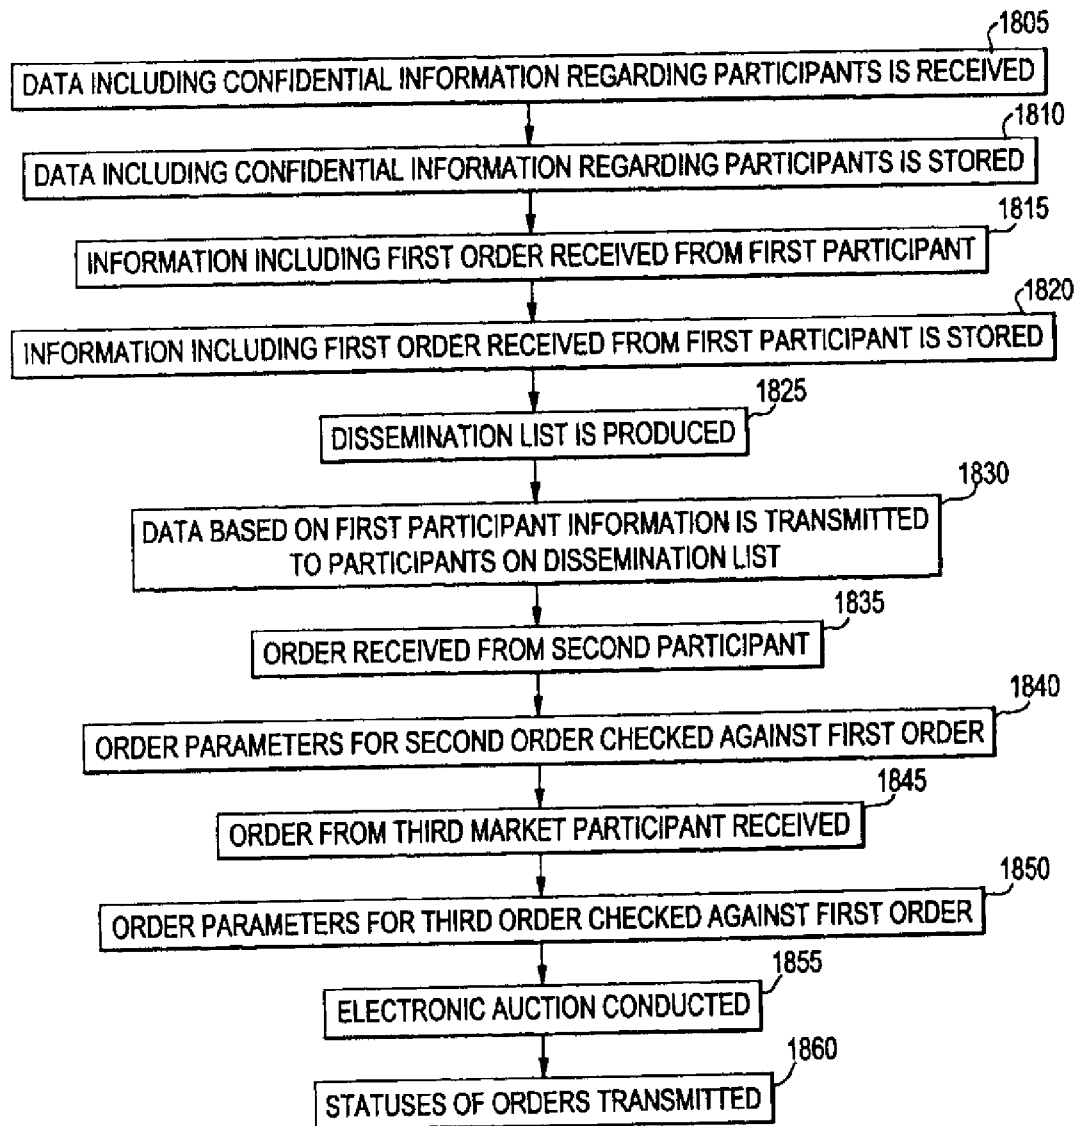 1805
DATA INCLUDING CONFIDENTIAL INFORMATION REGARDING PARTICIPANTS IS RECEIVED
1810
DATA INCLUDING CONFIDENTIAL INFORMATION REGARDING PARTICIPANTS IS STORED
1815
INFORMATION INCLUDING FIRST ORDER RECEIVED FROM FIRST PARTICIPANT
1820
INFORMATION INCLUDING FIRST ORDER RECEIVED FROM FIRST PARTICIPANT IS STORED
1825
DISSEMINATION LIST IS PRODUCED
1830
DATA BASED ON FIRST PARTICIPANT INFORMATION IS TRANSMITTED
TO PARTICIPANTS ON DISSEMINATION LIST
1835
ORDER RECEIVED FROM SECOND PARTICIPANT
1840
ORDER PARAMETERS FOR SECOND ORDER CHECKED AGAINST FIRST ORDER
1845
ORDER FROM THIRD MARKET PARTICIPANT RECEIVED
1850
ORDER PARAMETERS FOR THIRD ORDER CHECKED AGAINST FIRST ORDER
1855
ELECTRONIC AUCTION CONDUCTED
1860
STATUSES OF ORDERS TRANSMITTED